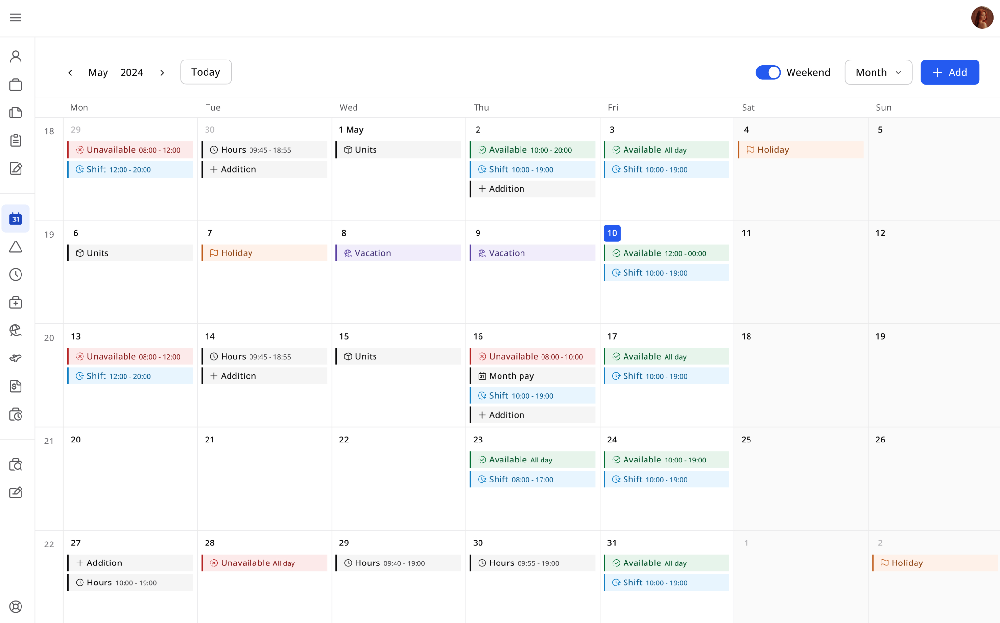 May 2024 Today Weekend Month Add
Mon Tue Wed Thu Fri Sat Sun
18 29 30 1 May 2 3 4 5
Unavailable 08:00 - 12:00 Hours 09:45 - 18:55 Units Available 10:00 - 20:00 Available All day Holiday
Shift 12:00 - 20:00 Addition Shift 10:00 - 19:00 Shift 10:00 - 19:00
Addition
31
19 6 7 8 9 10 11 12
Units Holiday Vacation Vacation Available 12:00 - 00:00
Shift 10:00 - 19:00
20 13 14 15 16 17 18 19
Unavailable 08:00 - 12:00 Hours 09:45 - 18:55 Units Unavailable 08:00 - 10:00 Available All day
Shift 12:00 - 20:00 Addition 31 Month pay Shift 10:00 - 19:00
Shift 10:00 - 19:00
Addition
21 20 21 22 23 24 25 26
Available All day Available 10:00 - 19:00
Shift 08:00 - 17:00 Shift 10:00 - 19:00
22 27 28 29 30 31 1 2
Addition Unavailable All day Hours 09:40 - 19:00 Hours 09:55 - 19:00 Available All day Holiday
Hours 10:00 - 19:00 Shift 10:00 - 19:00